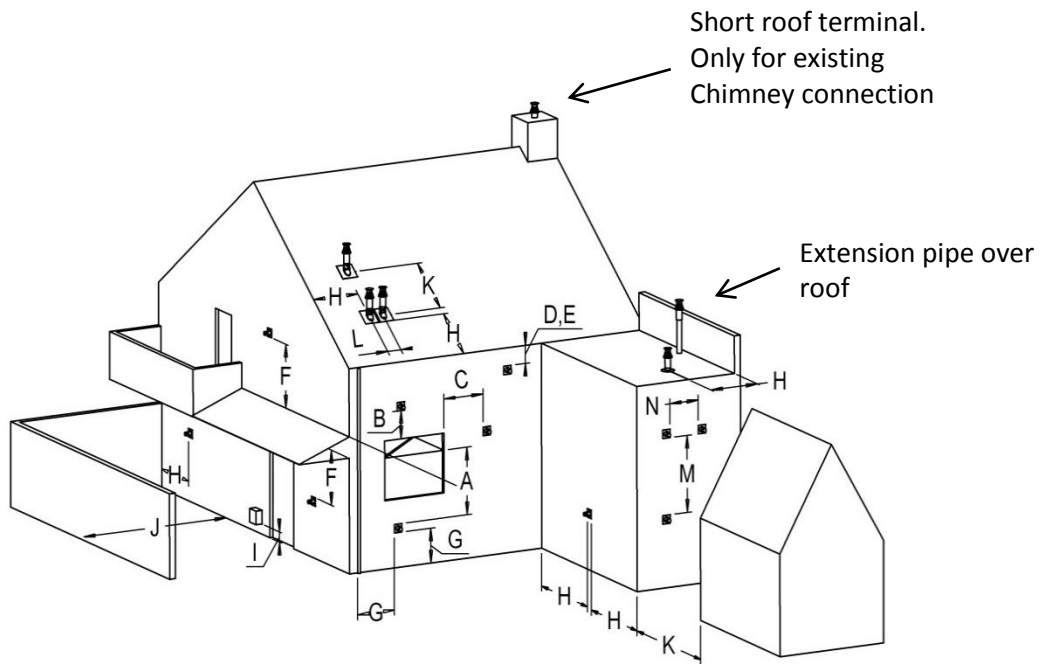 Short roof terminal.
Only for existing
Chimney connection
Extension pipe over
roof
K
H
L
H
D,E
C
F
B
N
H
A
M
F
H
J
I
G
G
H
H
K